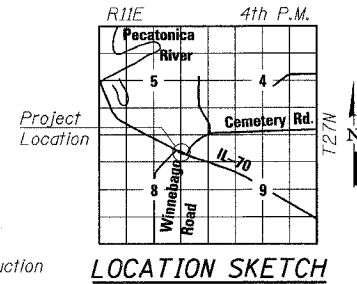 R11E 4th P.M.
Pecatonica
River
5 4
Project
Location
Cemetery Rd.
T27N
N
IL-70
8 9
Winnebago
Road
uction
LOCATION SKETCH